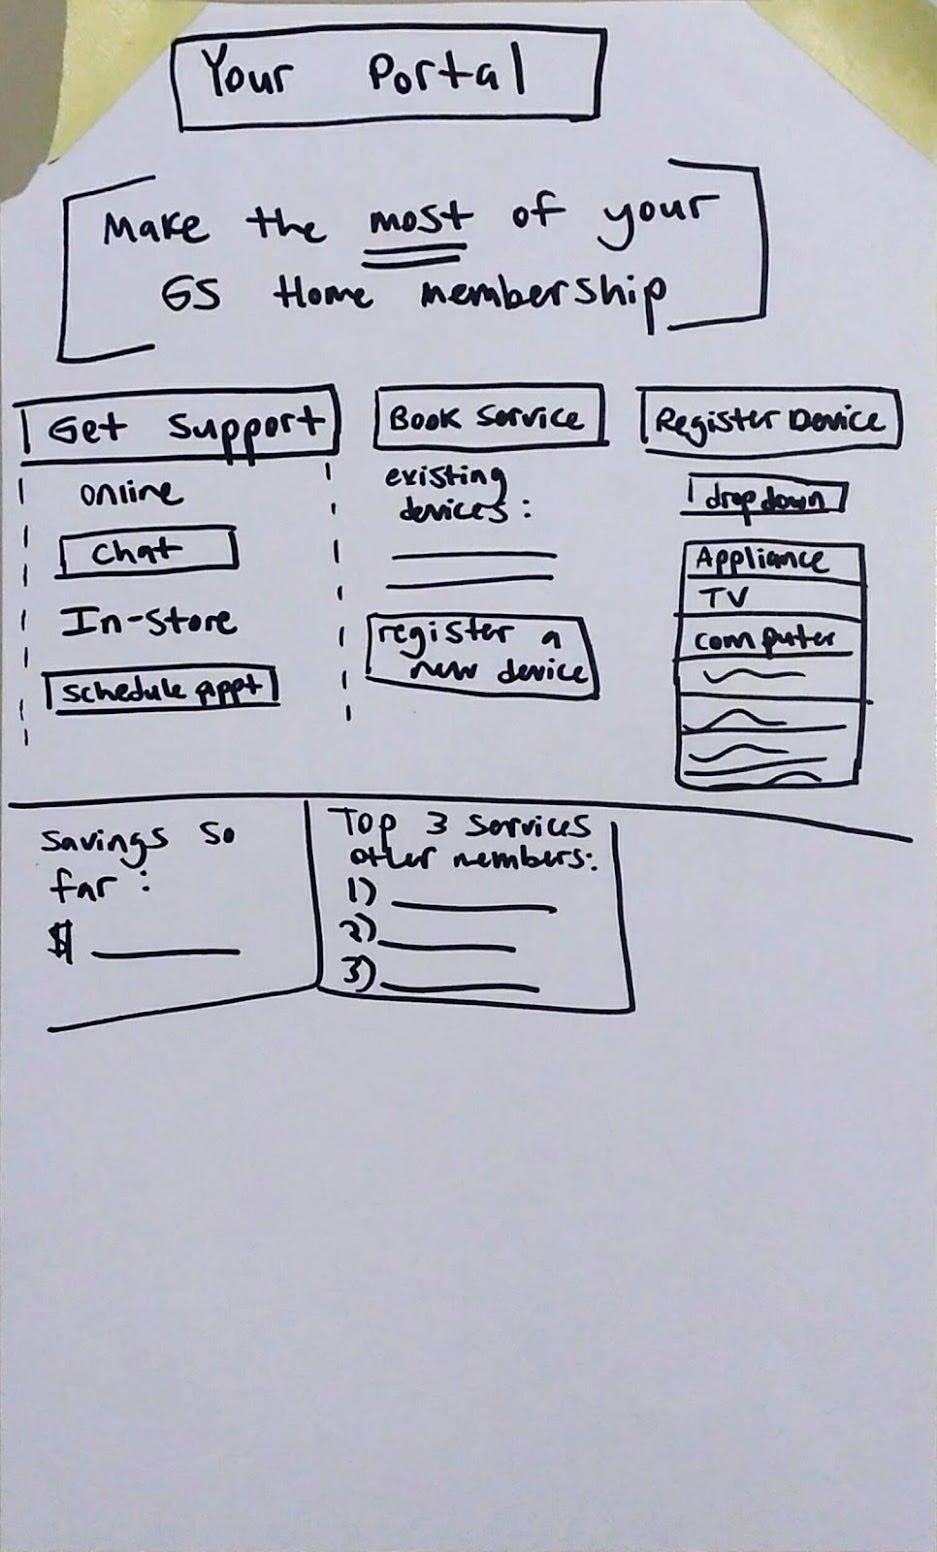 Your Portal
Make the most of your
GS Home membership
Get Support
online
Chat
In-store
schedule appt
Book Service
existing
devices:
register a
new device
Register Device
dropdown
Appliance
TV
computer
Savings so
far:
$
Top 3 services
other members:
1)
2)
3)